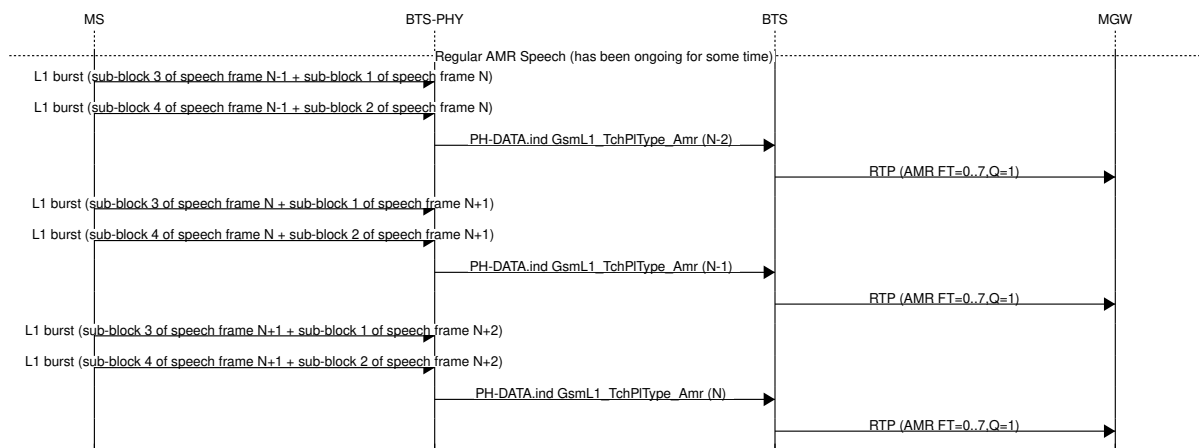 MS BTS-PHY BTS MGW
Regular AMR Speech (has been ongoing for some time)
L1 burst (sub-block 3 of speech frame N-1 + sub-block 1 of speech frame N)
L1 burst (sub-block 4 of speech frame N-1 + sub-block 2 of speech frame N)
PH-DATA.ind GsmL1_TchPlType_Amr (N-2)
RTP (AMR FT=0..7,Q=1)
L1 burst (sub-block 3 of speech frame N + sub-block 1 of speech frame N+1)
L1 burst (sub-block 4 of speech frame N + sub-block 2 of speech frame N+1)
PH-DATA.ind GsmL1_TchPlType_Amr (N-1)
RTP (AMR FT=0..7,Q=1)
L1 burst (sub-block 3 of speech frame N+1 + sub-block 1 of speech frame N+2)
L1 burst (sub-block 4 of speech frame N+1 + sub-block 2 of speech frame N+2)
PH-DATA.ind GsmL1_TchPlType_Amr (N)
RTP (AMR FT=0..7,Q=1)